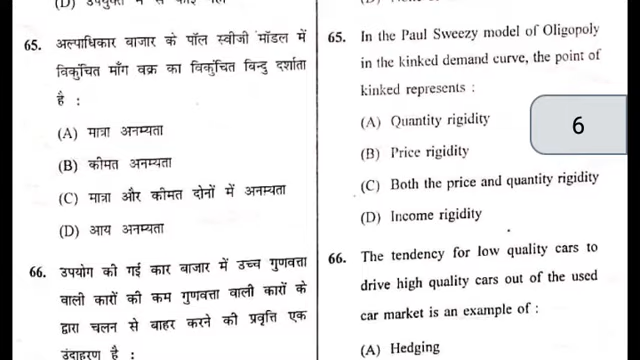 (D) उपर्युक्त में से कोई नहीं
65. अल्पाधिकार बाजार के पॉल स्वीजी मॉडल में
विकुंचित माँग वक्र का विकुंचित विन्दु दर्शाता
है :
(A) मात्रा अनम्यता
(B) कीमत अनम्यता
(C) मात्रा और कीमत दोनों में अनम्यता
(D) आय अनम्यता
66. उपयोग की गई कार बाजार में उच्च गुणवत्ता
वाली कारों की कम गुणवत्ता वाली कारों के
द्वारा चलन से बाहर करने की प्रवृत्ति एक
उदाहरण है :
65. In the Paul Sweezy model of Oligopoly
in the kinked demand curve, the point of
kinked represents :
(A) Quantity rigidity
(B) Price rigidity
(C) Both the price and quantity rigidity
(D) Income rigidity
66. The tendency for low quality cars to
drive high quality cars out of the used
car market is an example of :
(A) Hedging
6